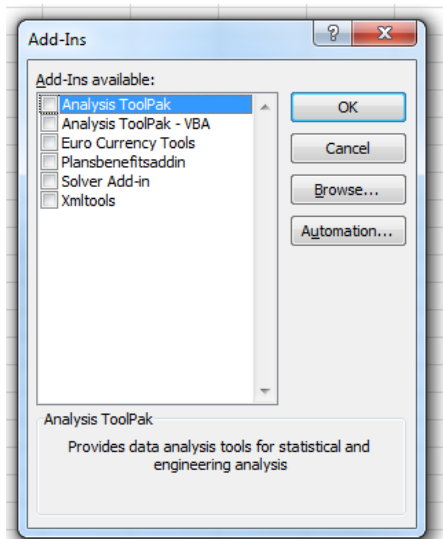 Add-Ins
Add-Ins available:
Analysis ToolPak
Analysis ToolPak - VBA
Euro Currency Tools
Plansbenefitsaddin
Solver Add-in
Xmltools
OK
Cancel
Browse...
Automation...
Analysis ToolPak
Provides data analysis tools for statistical and
engineering analysis